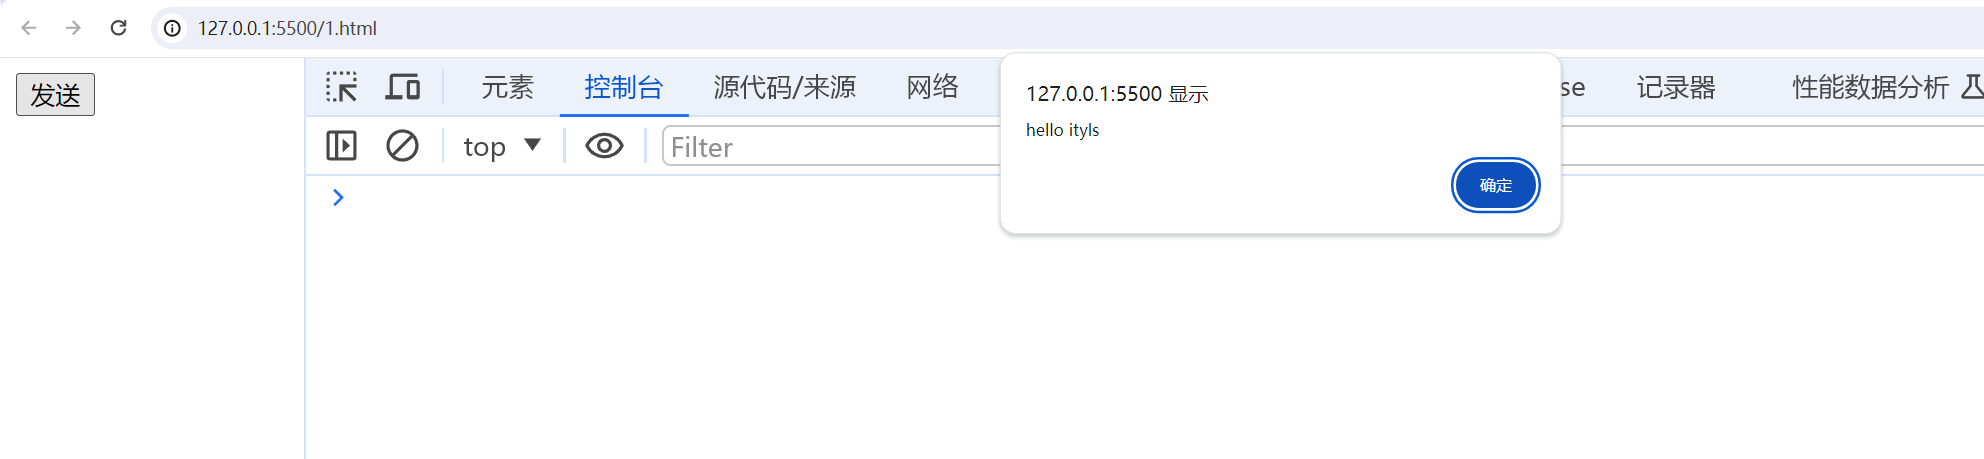 127.0.0.1:5500/1.html
发送
元素 控制台 源代码/来源 网络 se 记录器 性能数据分析
top Filter
127.0.0.1:5500 显示
hello ityls
确定